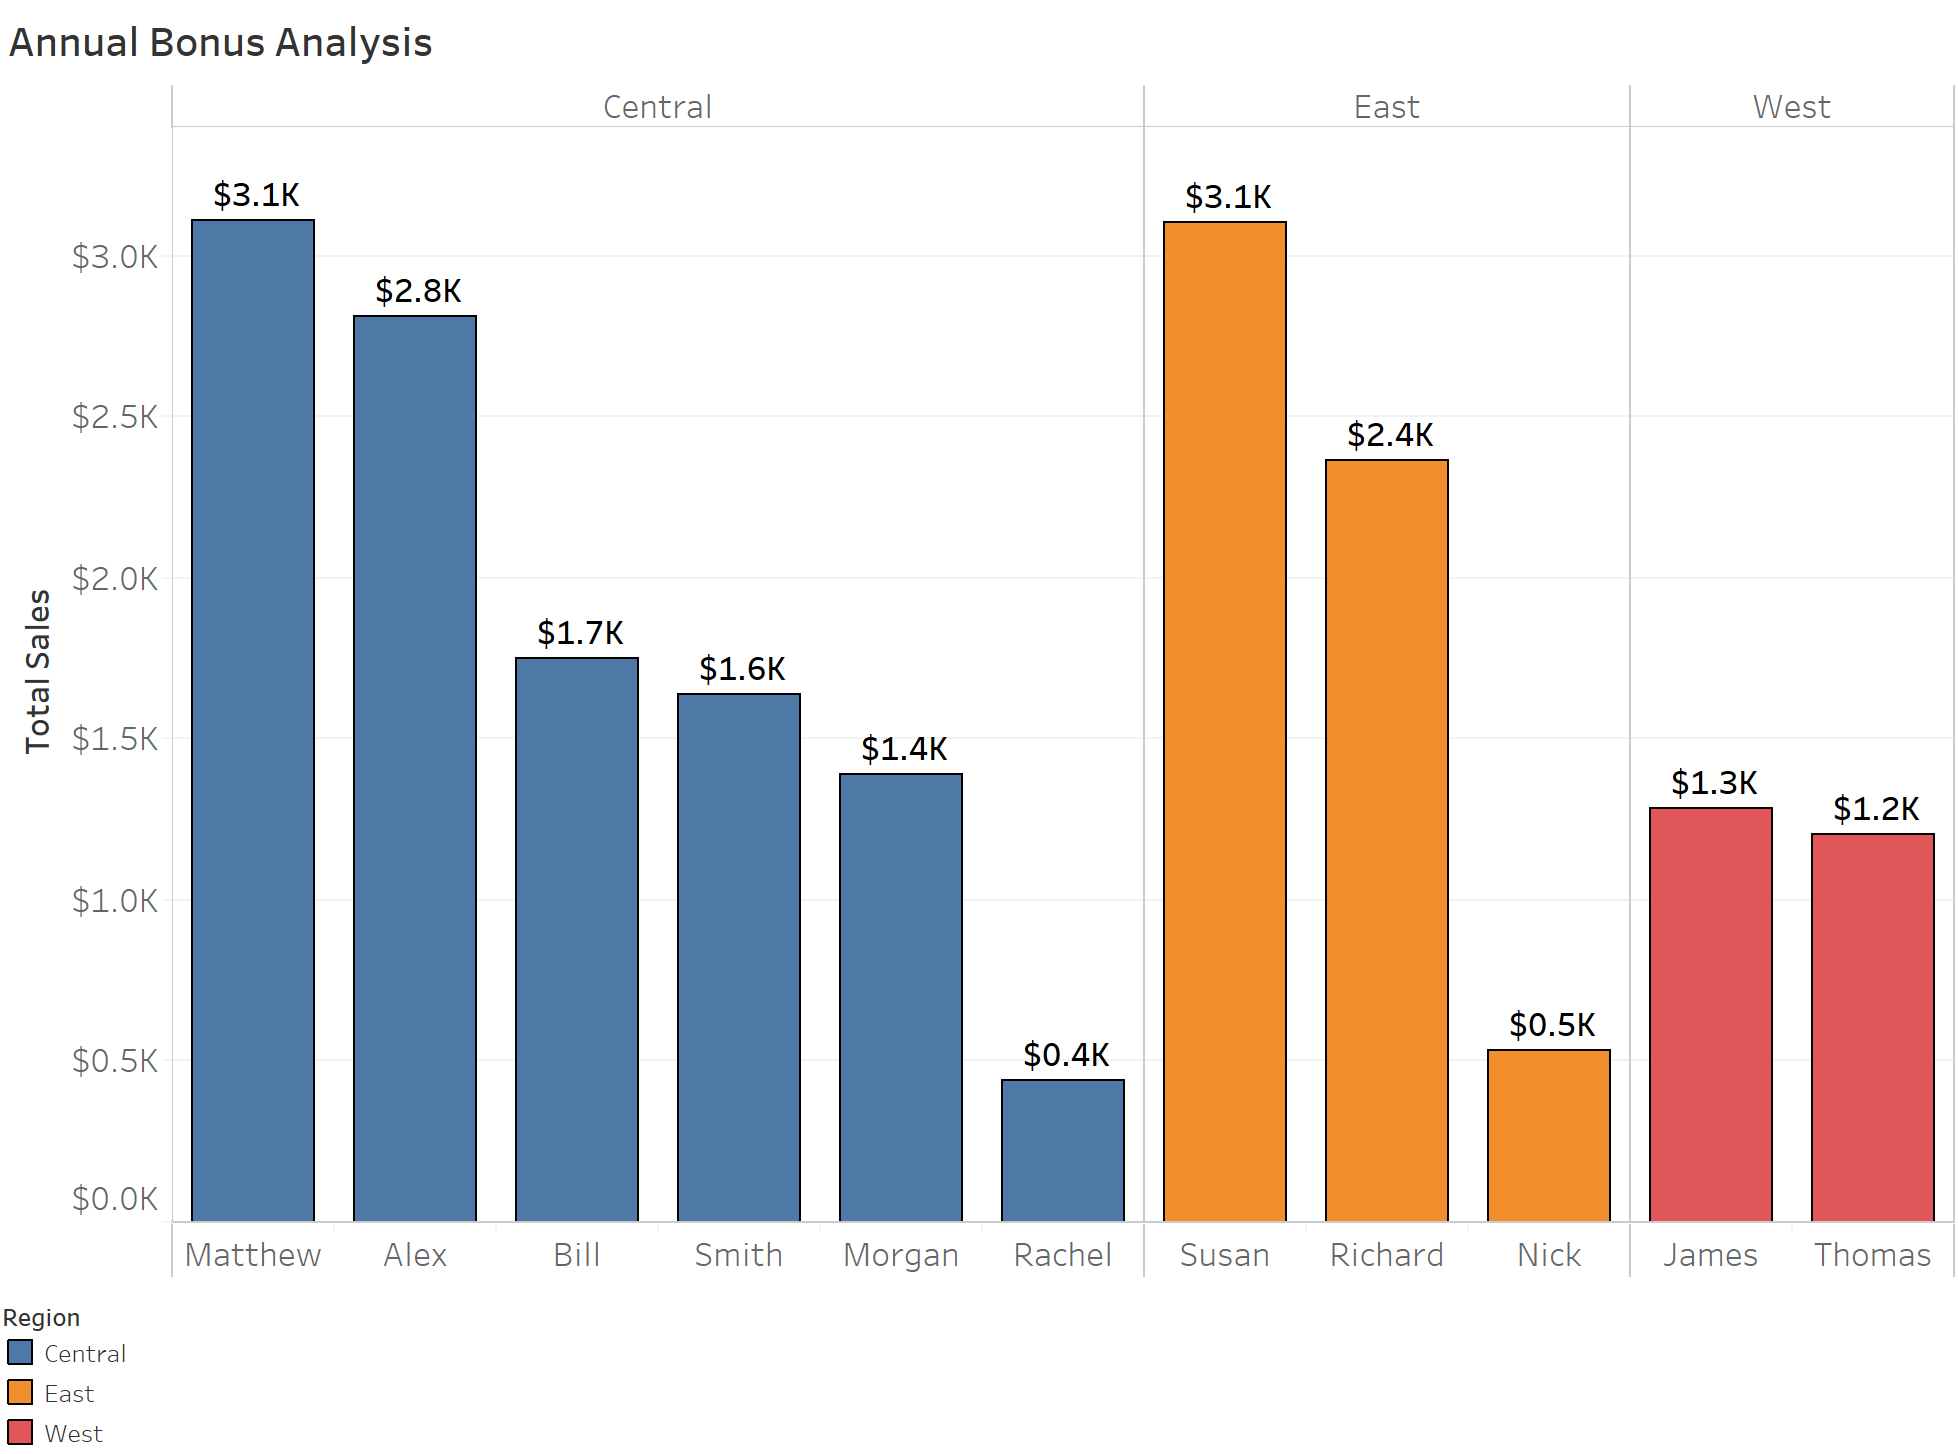 Annual Bonus Analysis
Central East West
$3.1K
$2.8K
$1.7K
$1.6K
$1.4K
$0.4K
$3.1K
$2.4K
$0.5K
$1.3K
$1.2K
Total Sales
$3.0K
$2.5K
$2.0K
$1.5K
$1.0K
$0.5K
$0.0K
Matthew Alex Bill Smith Morgan Rachel Susan Richard Nick James Thomas
Region
Central
East
West